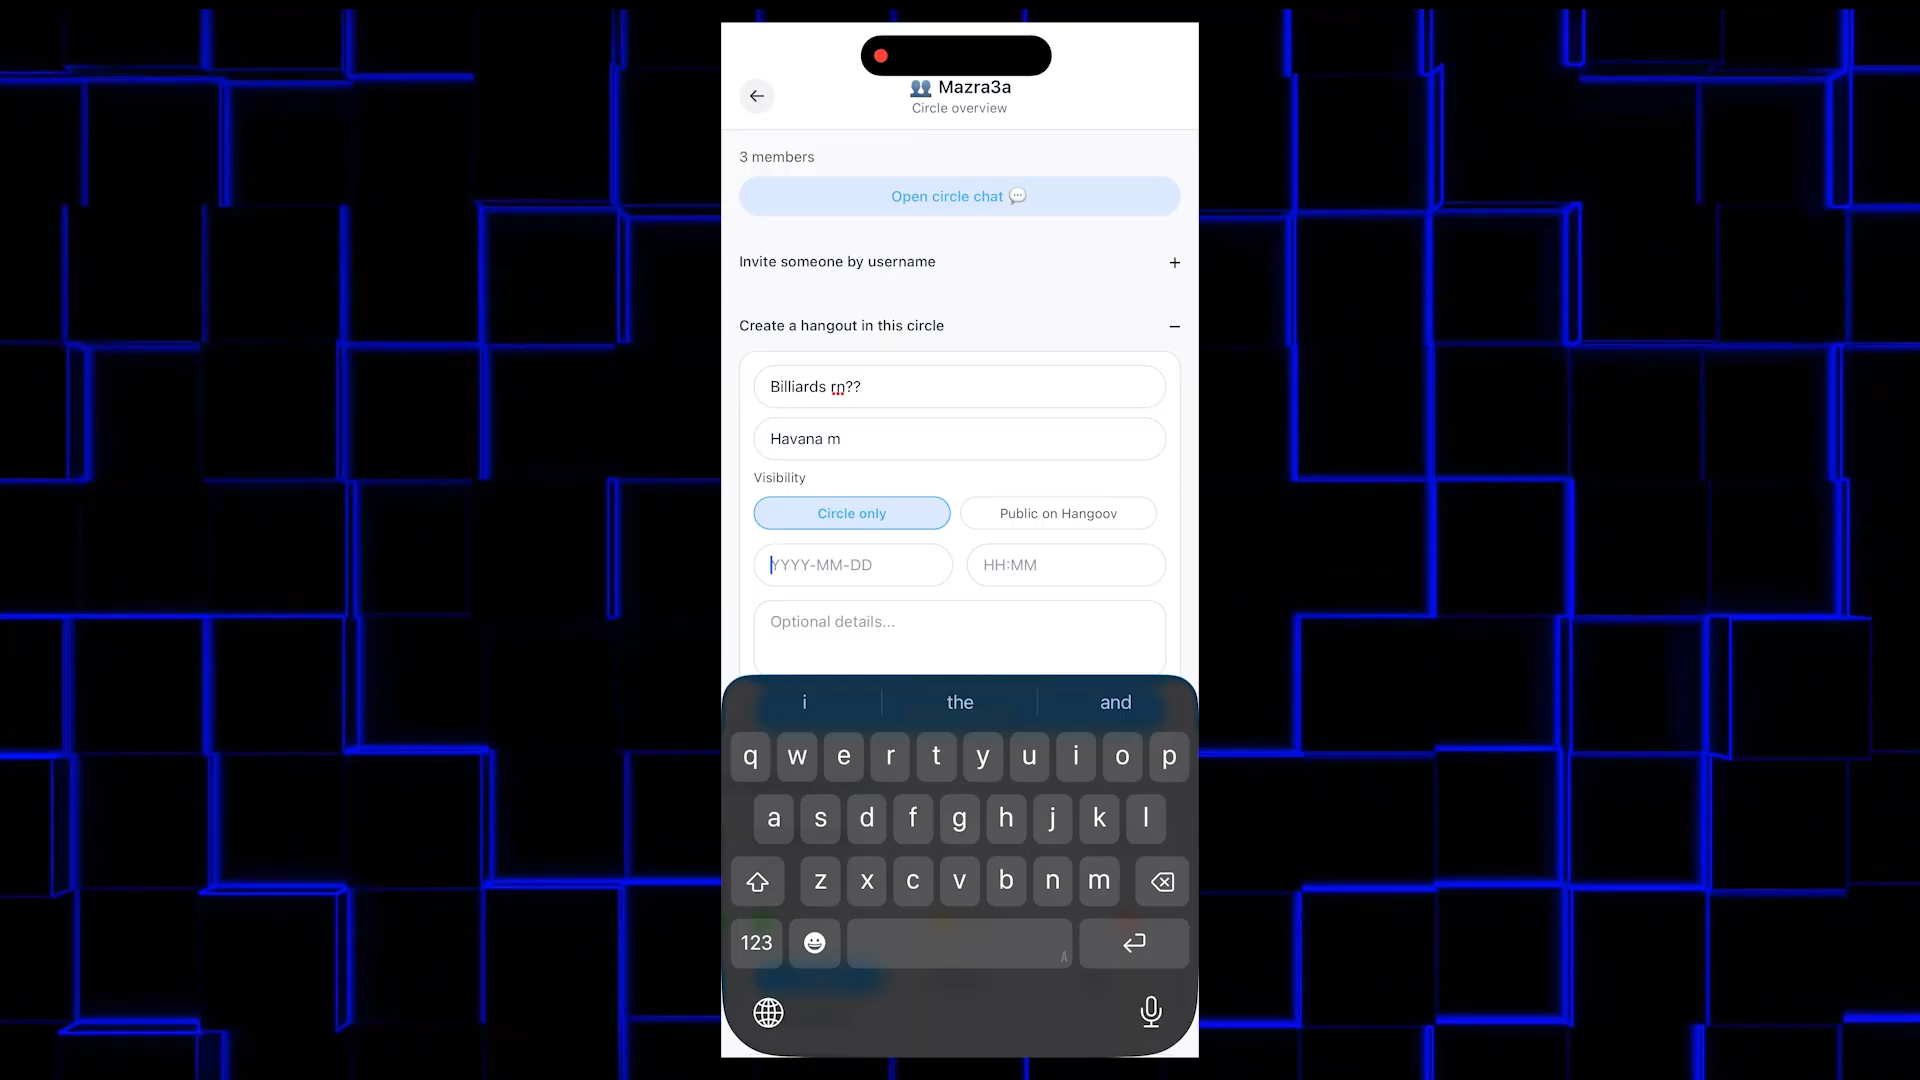 👥 Mazra3a
Circle overview
3 members
Open circle chat 💬
Invite someone by username +
Create a hangout in this circle −
Billiards rn??
Havana m
Visibility
Circle only Public on Hangoov
YYYY-MM-DD HH:MM
Optional details...
i the and
q w e r t y u i o p
a s d f g h j k l
z x c v b n m
123
A